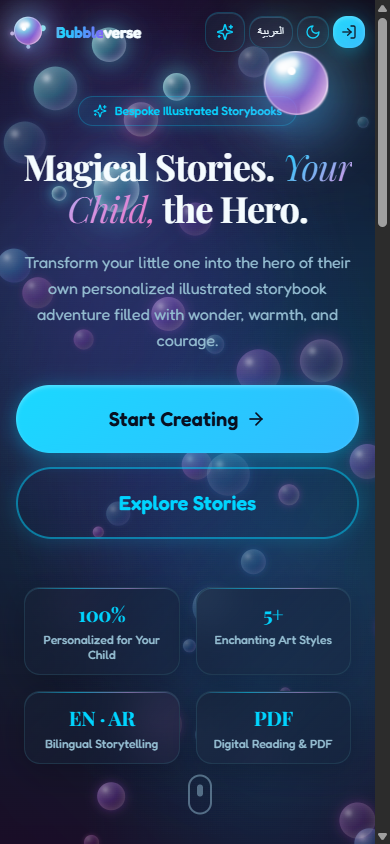 Bubbleverse
العربية
Bespoke Illustrated Storybooks
Magical Stories. Your
Child, the Hero.
Transform your little one into the hero of their
own personalized illustrated storybook
adventure filled with wonder, warmth, and
courage.
Start Creating →
Explore Stories
100%
Personalized for Your
Child
5+
Enchanting Art Styles
EN · AR
Bilingual Storytelling
PDF
Digital Reading & PDF